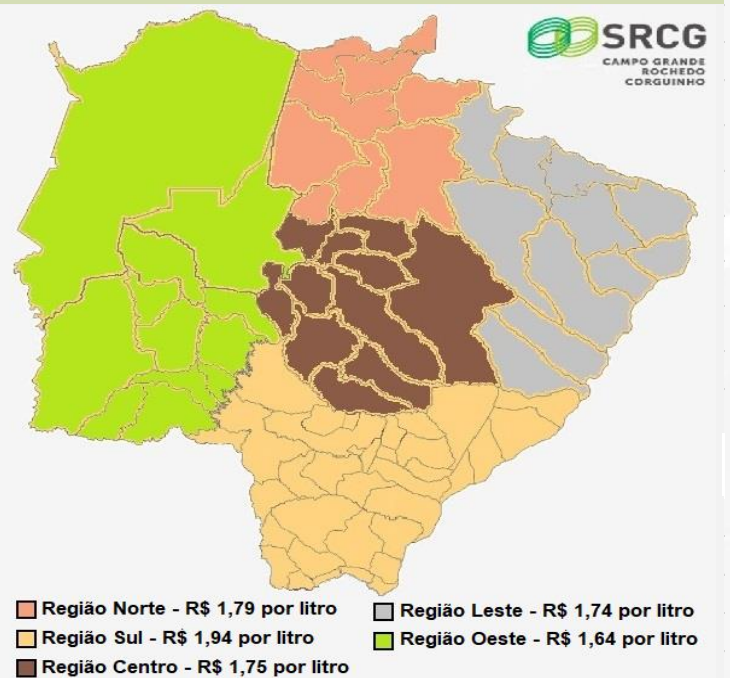 SRCG
CAMPO GRANDE
ROCHEDO
CORGUINHO
Região Norte - R$ 1,79 por litro
Região Sul - R$ 1,94 por litro
Região Centro - R$ 1,75 por litro
Região Leste - R$ 1,74 por litro
Região Oeste - R$ 1,64 por litro